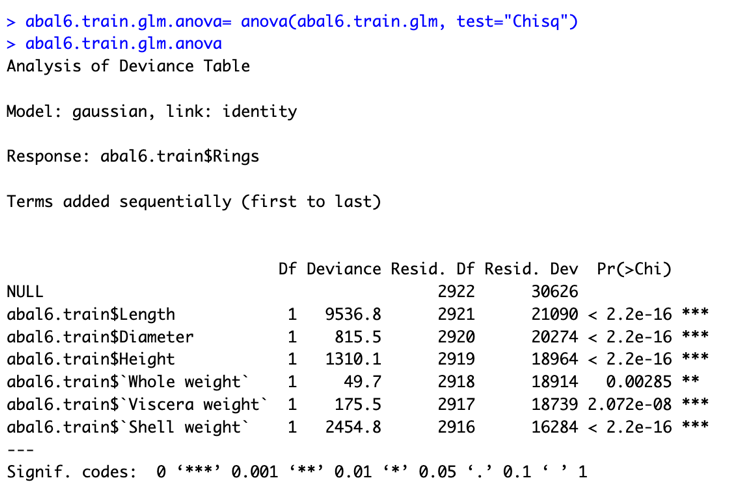 > abal6.train.glm.anova= anova(abal6.train.glm, test="Chisq")
> abal6.train.glm.anova
Analysis of Deviance Table
Model: gaussian, link: identity
Response: abal6.train$Rings
Terms added sequentially (first to last)
Df Deviance Resid. Df Resid. Dev Pr(>Chi)
NULL 2922 30626
abal6.train$Length 1 9536.8 2921 21090 < 2.2e-16 ***
abal6.train$Diameter 1 815.5 2920 20274 < 2.2e-16 ***
abal6.train$Height 1 1310.1 2919 18964 < 2.2e-16 ***
abal6.train$`Whole weight` 1 49.7 2918 18914 0.00285 **
abal6.train$`Viscera weight` 1 175.5 2917 18739 2.072e-08 ***
abal6.train$`Shell weight` 1 2454.8 2916 16284 < 2.2e-16 ***
---
Signif. codes: 0 ‘***’ 0.001 ‘**’ 0.01 ‘*’ 0.05 ‘.’ 0.1 ‘ ’ 1